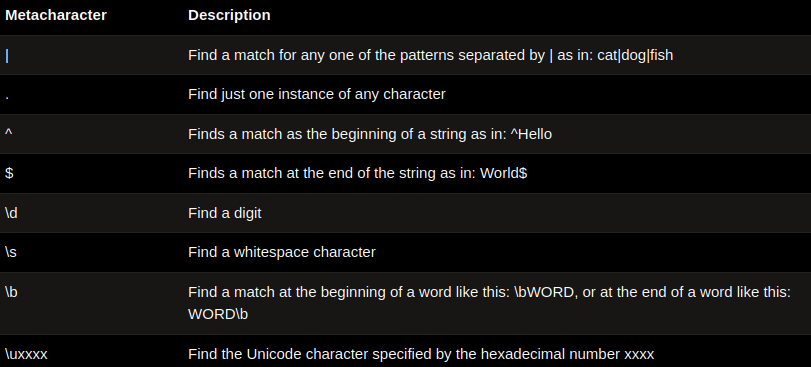 Metacharacter Description
| Find a match for any one of the patterns separated by | as in: cat|dog|fish
. Find just one instance of any character
^ Finds a match as the beginning of a string as in: ^Hello
$ Finds a match at the end of the string as in: World$
\d Find a digit
\s Find a whitespace character
\b Find a match at the beginning of a word like this: \bWORD, or at the end of a word like this:
WORD\b
\uxxxx Find the Unicode character specified by the hexadecimal number xxxx